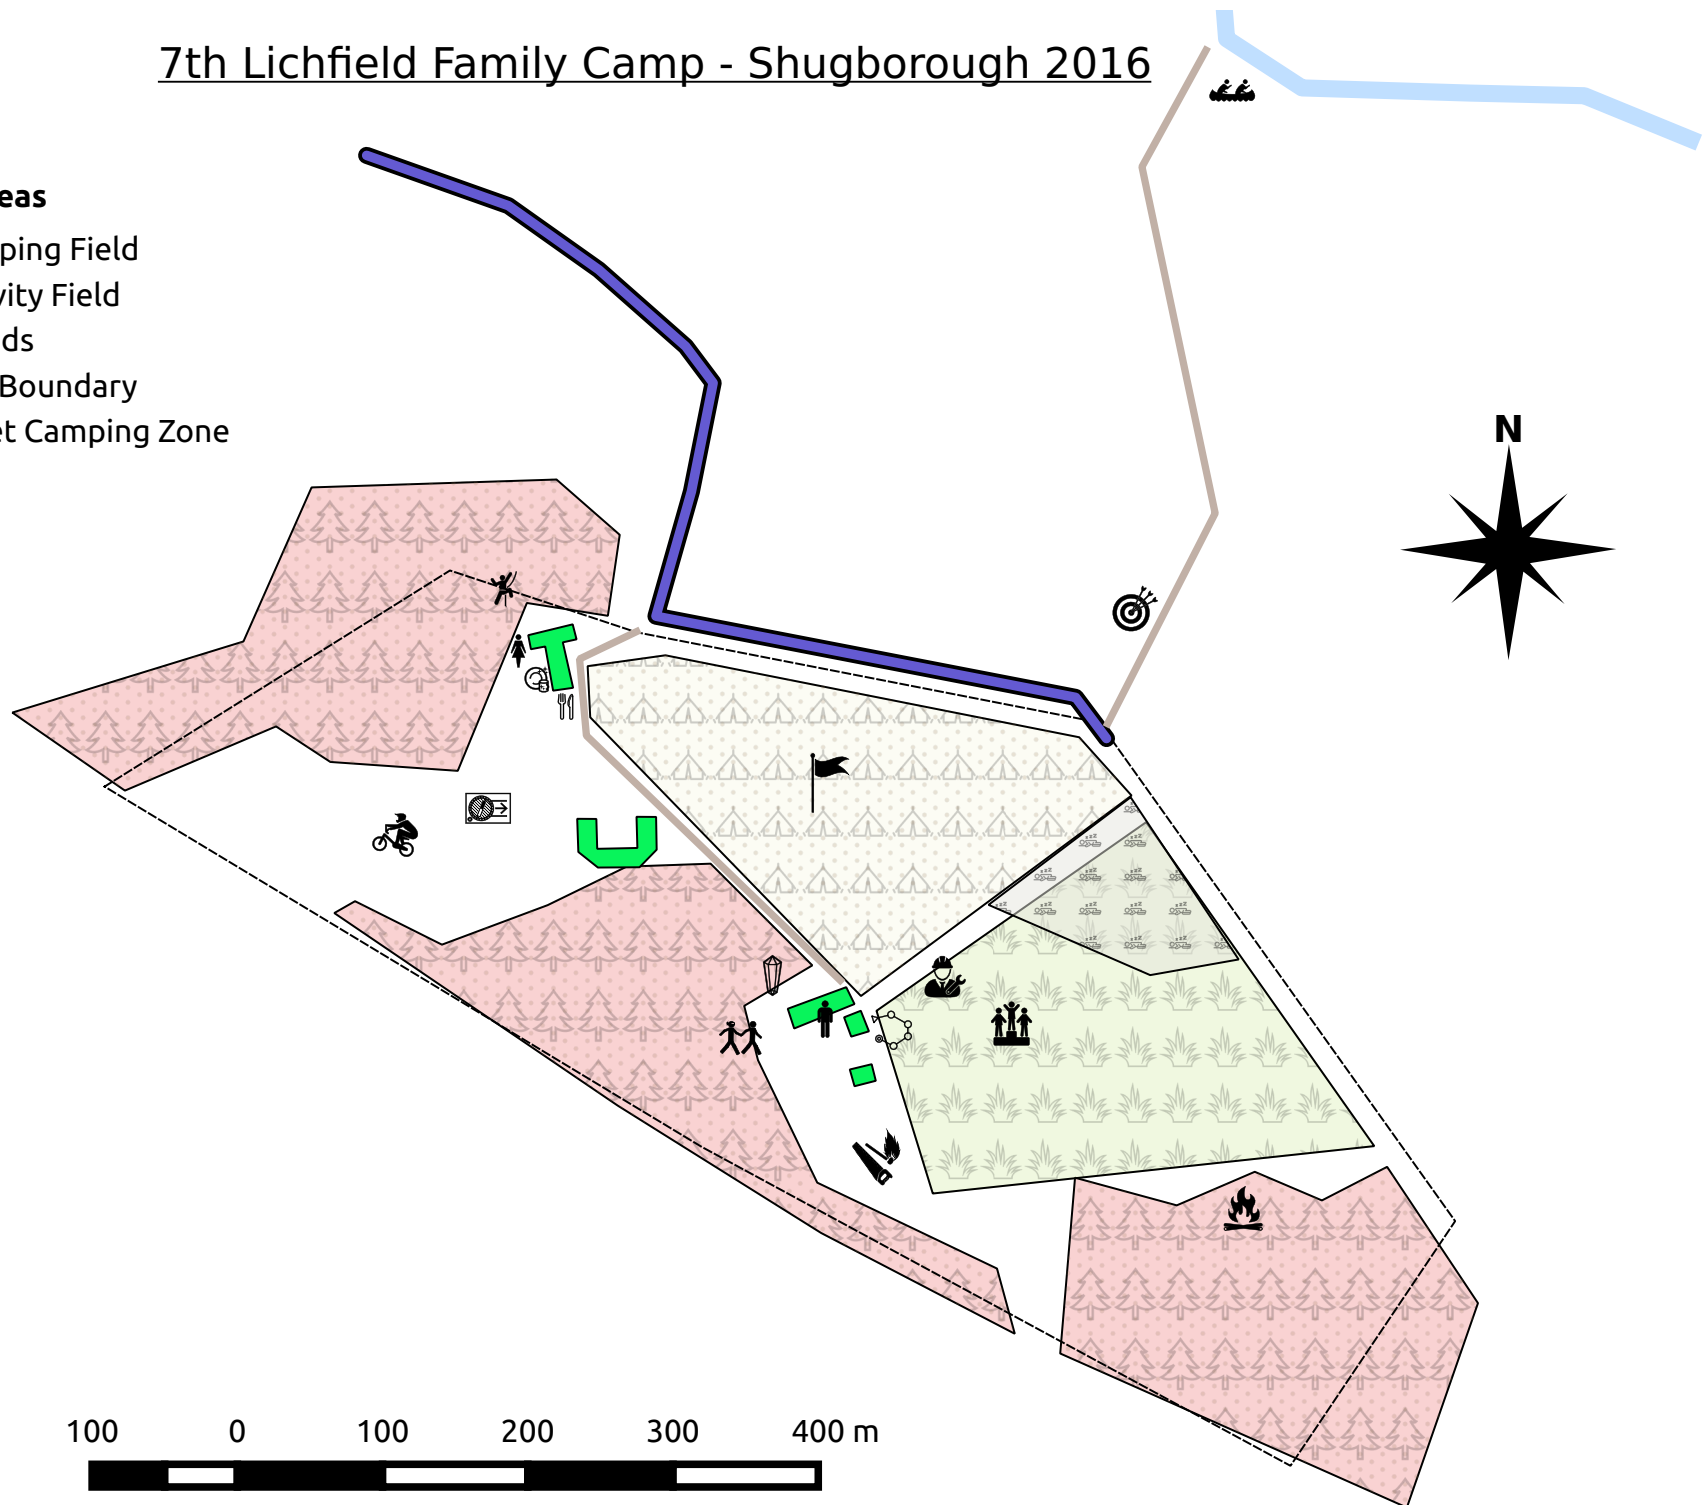 7th Lichfield Family Camp - Shugborough 2016
eas
ping Field
vity Field
ds
Boundary
et Camping Zone
N
100 0 100 200 300 400 m